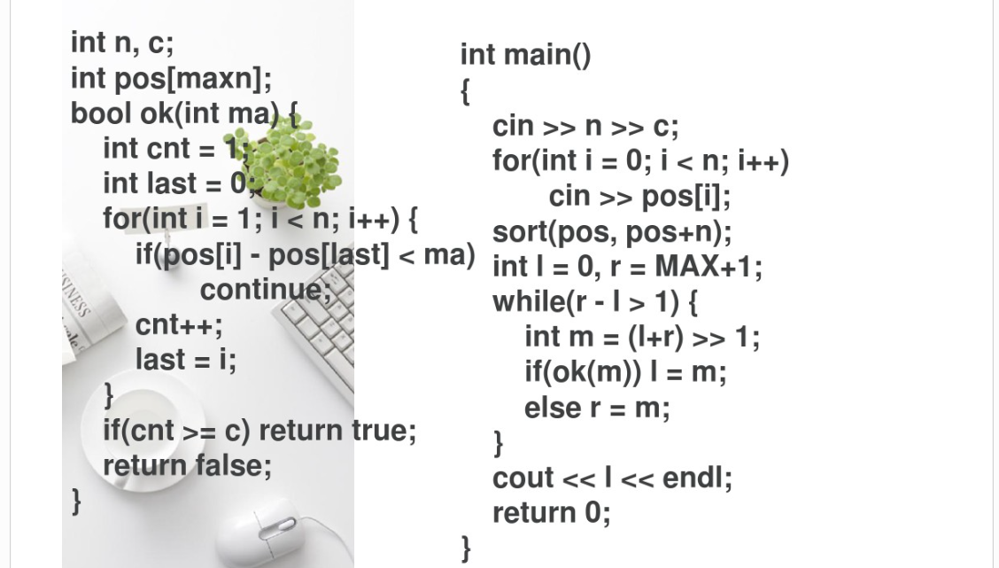 int n, c;
int pos[maxn];
bool ok(int ma) {
int cnt = 1;
int last = 0;
for(int i = 1; i < n; i++) {
if(pos[i] - pos[last] < ma)
continue;
cnt++;
last = i;
}
if(cnt >= c) return true;
return false;
}
int main()
{
cin >> n >> c;
for(int i = 0; i < n; i++)
cin >> pos[i];
sort(pos, pos+n);
int l = 0, r = MAX+1;
while(r - l > 1) {
int m = (l+r) >> 1;
if(ok(m)) l = m;
else r = m;
}
cout << l << endl;
return 0;
}